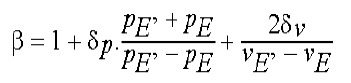 β = 1 + δp. (p_E' + p_E)/(p_E' − p_E) + 2δv/(v_E' − v_E)